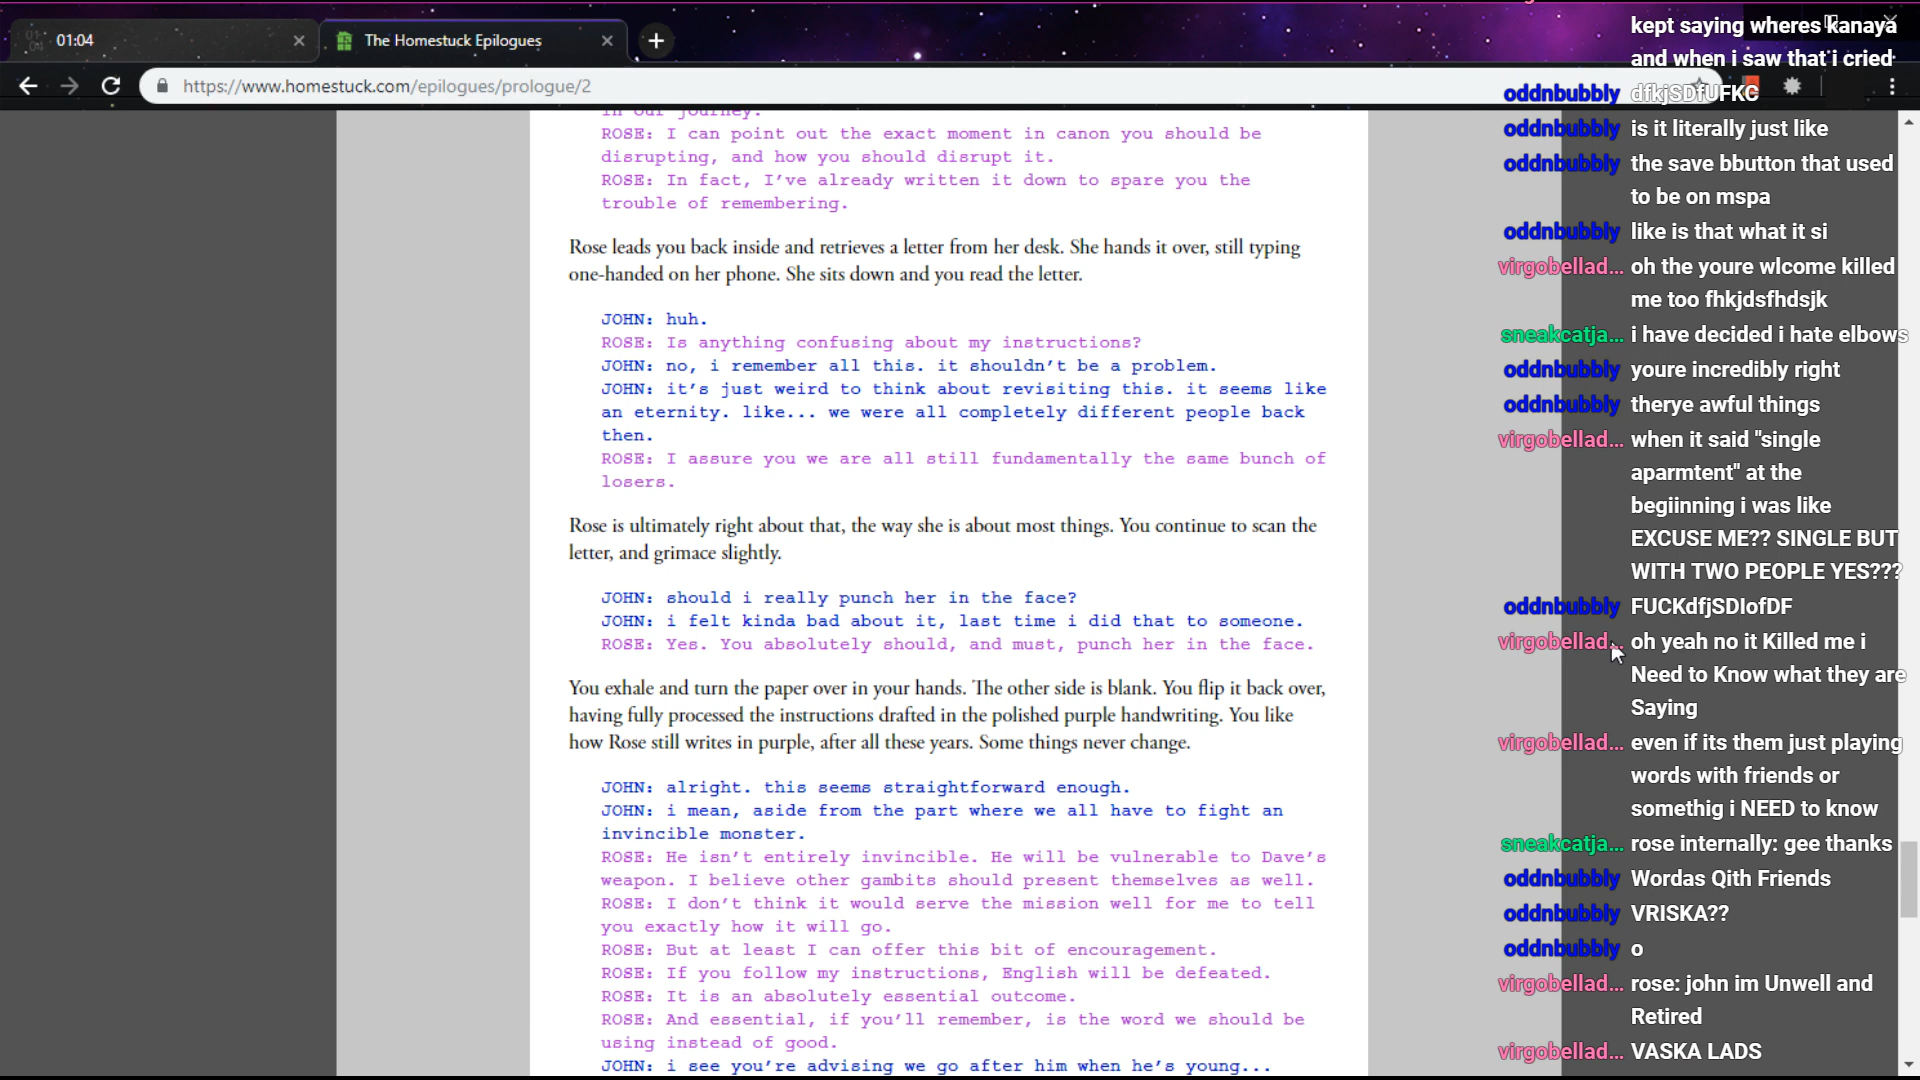 01:04
The Homestuck Epilogues
https://www.homestuck.com/epilogues/prologue/2
in our journey.
ROSE: I can point out the exact moment in canon you should be
disrupting, and how you should disrupt it.
ROSE: In fact, I've already written it down to spare you the
trouble of remembering.
Rose leads you back inside and retrieves a letter from her desk. She hands it over, still typing
one-handed on her phone. She sits down and you read the letter.
JOHN: huh.
ROSE: Is anything confusing about my instructions?
JOHN: no, i remember all this. it shouldn't be a problem.
JOHN: it's just weird to think about revisiting this. it seems like
an eternity. like... we were all completely different people back
then.
ROSE: I assure you we are all still fundamentally the same bunch of
losers.
Rose is ultimately right about that, the way she is about most things. You continue to scan the
letter, and grimace slightly.
JOHN: should i really punch her in the face?
JOHN: i felt kinda bad about it, last time i did that to someone.
ROSE: Yes. You absolutely should, and must, punch her in the face.
You exhale and turn the paper over in your hands. The other side is blank. You flip it back over,
having fully processed the instructions drafted in the polished purple handwriting. You like
how Rose still writes in purple, after all these years. Some things never change.
JOHN: alright. this seems straightforward enough.
JOHN: i mean, aside from the part where we all have to fight an
invincible monster.
ROSE: He isn't entirely invincible. He will be vulnerable to Dave's
weapon. I believe other gambits should present themselves as well.
ROSE: I don't think it would serve the mission well for me to tell
you exactly how it will go.
ROSE: But at least I can offer this bit of encouragement.
ROSE: If you follow my instructions, English will be defeated.
ROSE: It is an absolutely essential outcome.
ROSE: And essential, if you'll remember, is the word we should be
using instead of good.
JOHN: i see you're advising we go after him when he's young...
kept saying wheres kanaya
and when i saw that i cried
oddnbubbly dfkjSDfUFKC
oddnbubbly is it literally just like
oddnbubbly the save bbutton that used
to be on mspa
oddnbubbly like is that what it si
virgobellad... oh the youre wlcome killed
me too fhkjdsfhdsjk
sneakcatja... i have decided i hate elbows
oddnbubbly youre incredibly right
oddnbubbly therye awful things
virgobellad... when it said "single
aparmtent" at the
begiinning i was like
EXCUSE ME?? SINGLE BUT
WITH TWO PEOPLE YES???
oddnbubbly FUCKdfjSDIofDF
virgobellad... oh yeah no it Killed me i
Need to Know what they are
Saying
virgobellad... even if its them just playing
words with friends or
somethig i NEED to know
sneakcatja... rose internally: gee thanks
oddnbubbly Wordas Qith Friends
oddnbubbly VRISKA??
oddnbubbly o
virgobellad... rose: john im Unwell and
Retired
virgobellad... VASKA LADS